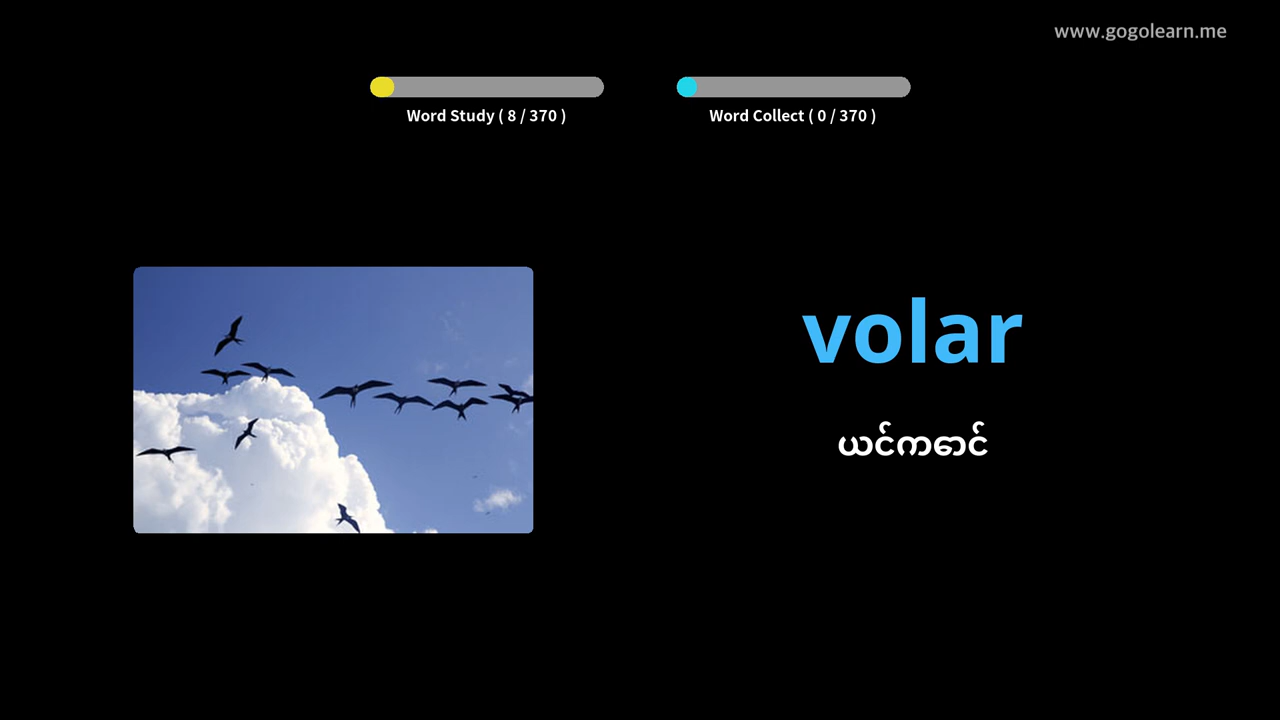 www.gogolearn.me
Word Study ( 8 / 370 )
Word Collect ( 0 / 370 )
volar
ယင်ကောင်